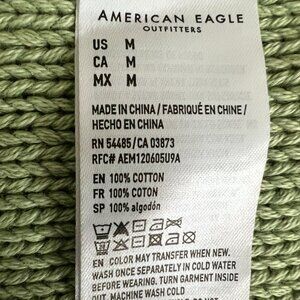 AMERICAN EAGLE
OUTFITTERS
US M
CA M
MX M
MADE IN CHINA / FABRIQUÉ EN CHINE /
HECHO EN CHINA
RN 54485 / CA 03873
RFC# AEM120605U9A
EN 100% COTTON
FR 100% COTON
SP 100% algodón
EN COLOR MAY TRANSFER WHEN NEW.
WASH ONCE SEPARATELY IN COLD WATER
BEFORE WEARING. TURN GARMENT INSIDE
OUT. MACHINE WASH COLD